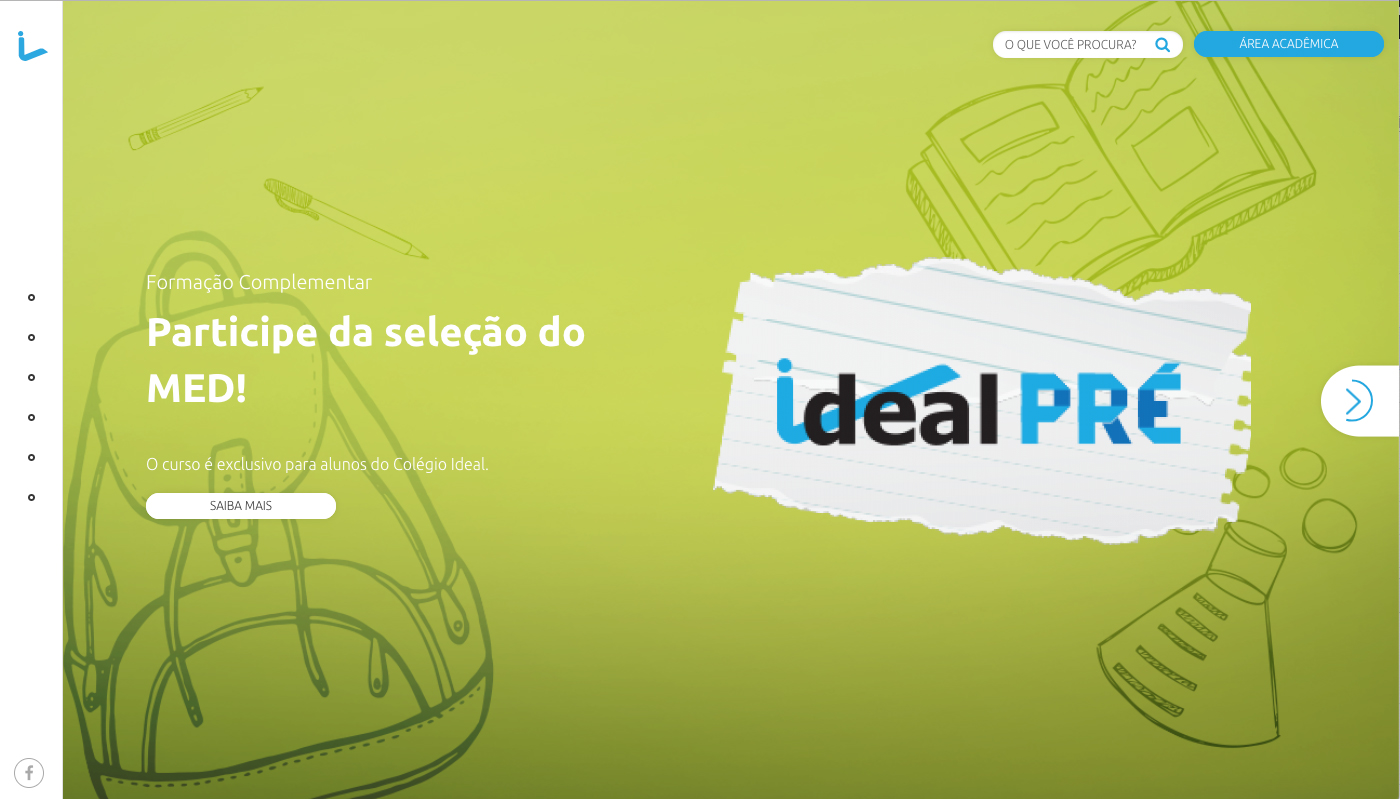 O QUE VOCÊ PROCURA?
ÁREA ACADÊMICA
Formação Complementar
Participe da seleção do
MED!
O curso é exclusivo para alunos do Colégio Ideal.
SAIBA MAIS
ideal PRÉ